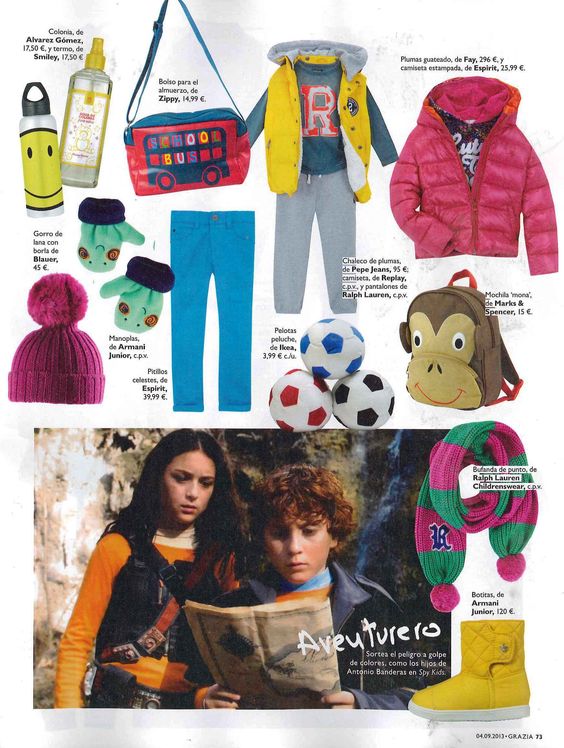 Colonia, de
Alvarez Gómez,
17,50 €, y termo, de
Smiley, 17,50 €
Bolso para el
almuerzo, de
Zippy, 14,99 €.
SCHOOL
BUS
R
Plumas guateado, de Fay, 296 €, y
camiseta estampada, de Espirit, 25,99 €.
Gorro de
lana con
borla de
Blauer,
45 €.
Manoplas,
de Armani
Junior, c.p.v.
Pitillos
celestes, de
Espirit,
39,99 €.
Chaleco de plumas,
de Pepe Jeans, 95 €;
camiseta, de Replay,
c.p.v., y pantalones de
Ralph Lauren, c.p.v.
Pelotas
peluche,
de Ikea,
3,99 € c/u.
Mochila 'mona',
de Marks &
Spencer, 15 €.
Bufanda de punto, de
Ralph Lauren
Childrenswear, c.p.v.
R
Botitas, de
Armani
Junior, 120 €.
Aventurero
Sortea el peligro a golpe
de colores, como los hijos de
Antonio Banderas en Spy Kids.
04.09.2013 • GRAZIA 73